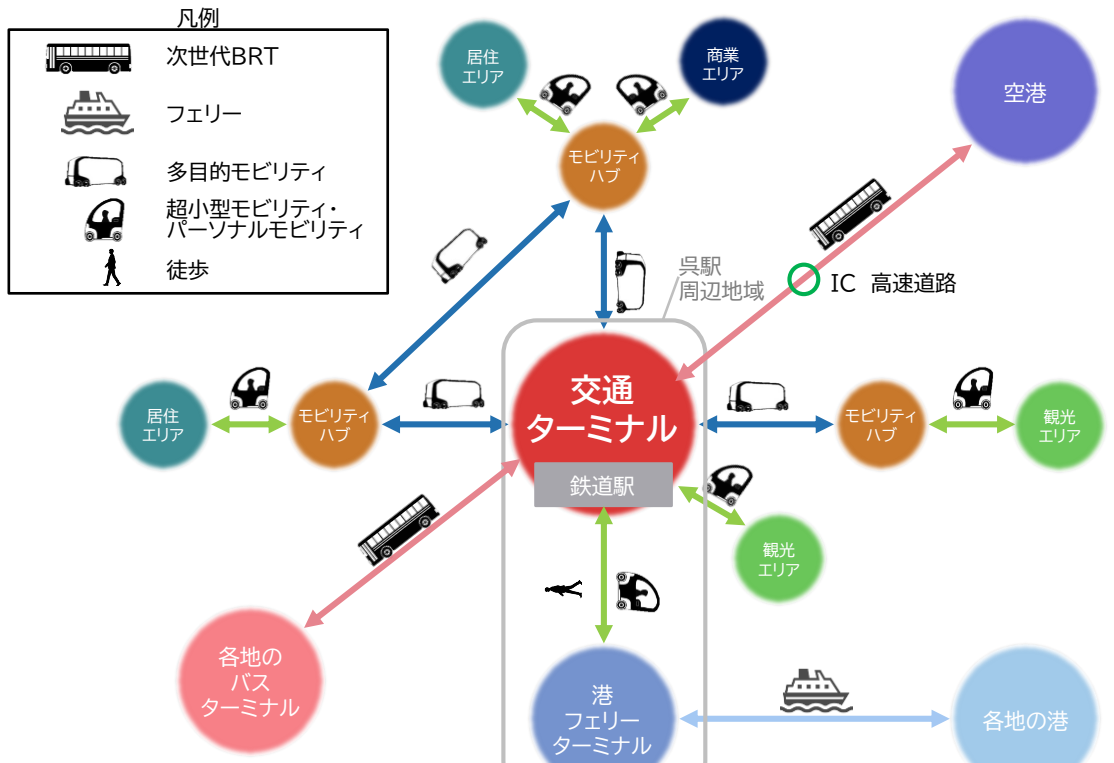 凡例
次世代BRT
フェリー
多目的モビリティ
超小型モビリティ・
パーソナルモビリティ
徒歩
居住
エリア
商業
エリア
空港
モビリティ
ハブ
呉駅
周辺地域
IC 高速道路
居住
エリア
モビリティ
ハブ
交通
ターミナル
鉄道駅
モビリティ
ハブ
観光
エリア
観光
エリア
各地の
バス
ターミナル
港
フェリー
ターミナル
各地の港